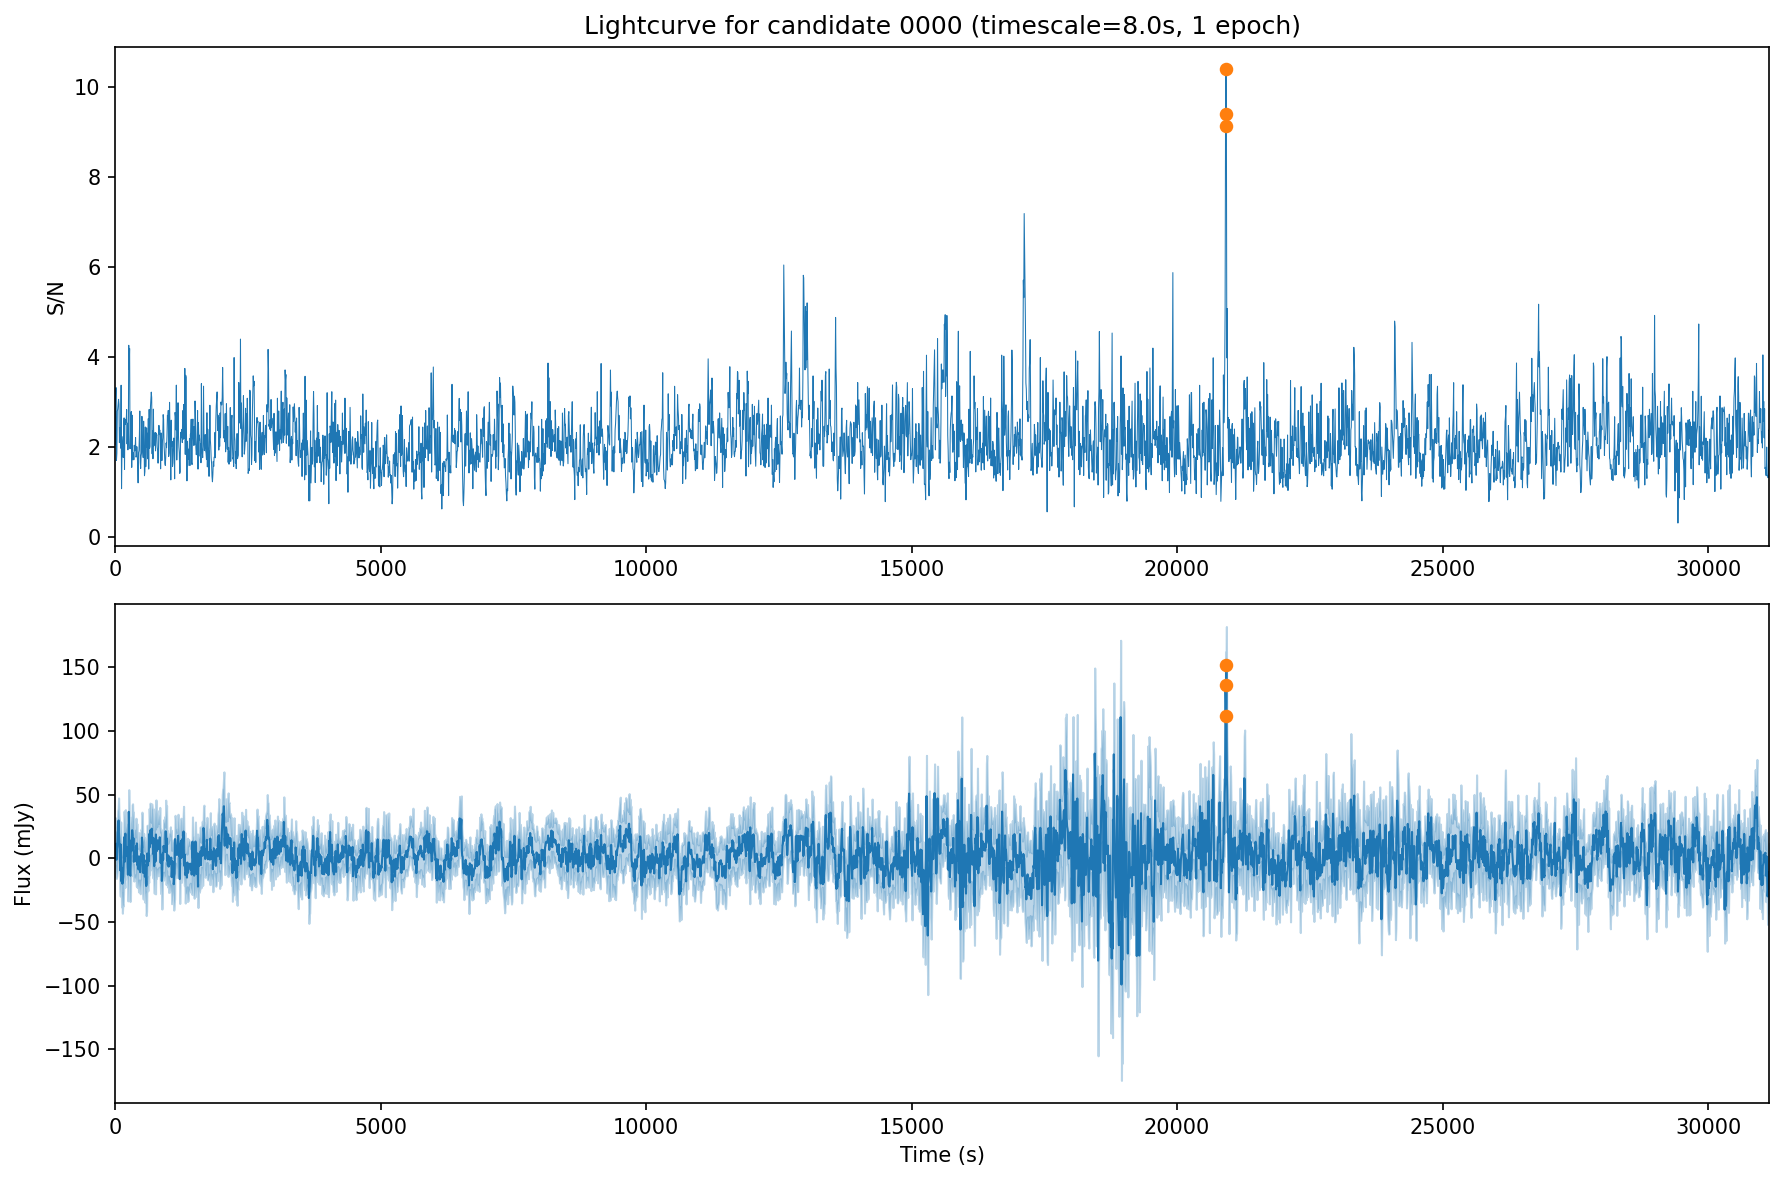 Lightcurve for candidate 0000 (timescale=8.0s, 1 epoch)
10
8
6
4
2
0
S/N
0 5000 10000 15000 20000 25000 30000
150
100
50
0
−50
−100
−150
Flux (mJy)
0 5000 10000 15000 20000 25000 30000
Time (s)